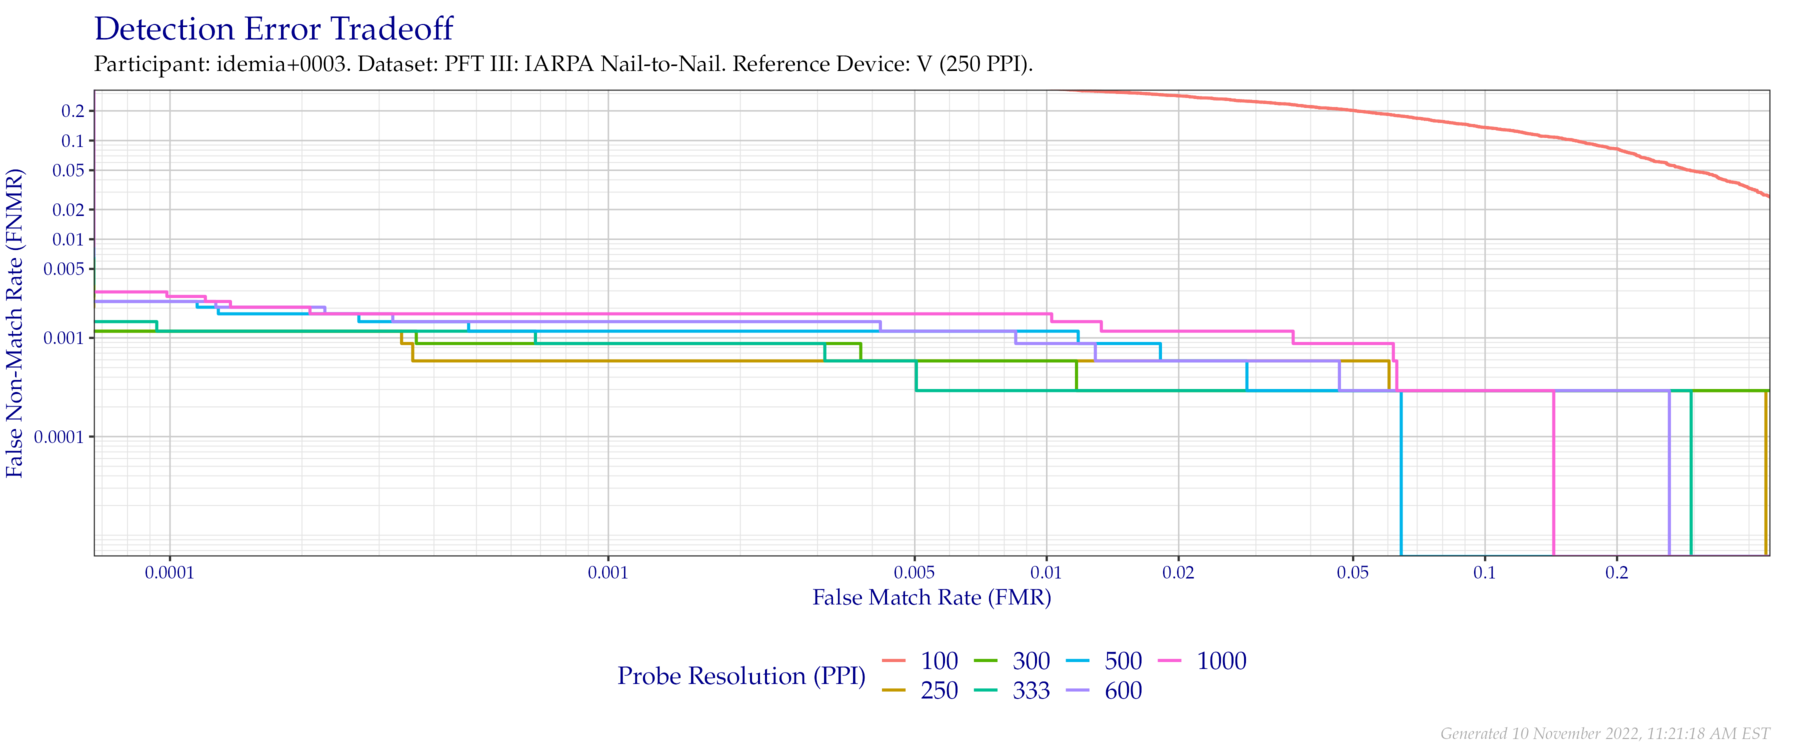 Detection Error Tradeoff
Participant: idemia+0003. Dataset: PFT III: IARPA Nail-to-Nail. Reference Device: V (250 PPI).
False Non-Match Rate (FNMR)
0.2
0.1
0.05
0.02
0.01
0.005
0.001
0.0001
0.0001 0.001 0.005 0.01 0.02 0.05 0.1 0.2
False Match Rate (FMR)
Probe Resolution (PPI)
100 300 500 1000
250 333 600
Generated 10 November 2022, 11:21:18 AM EST